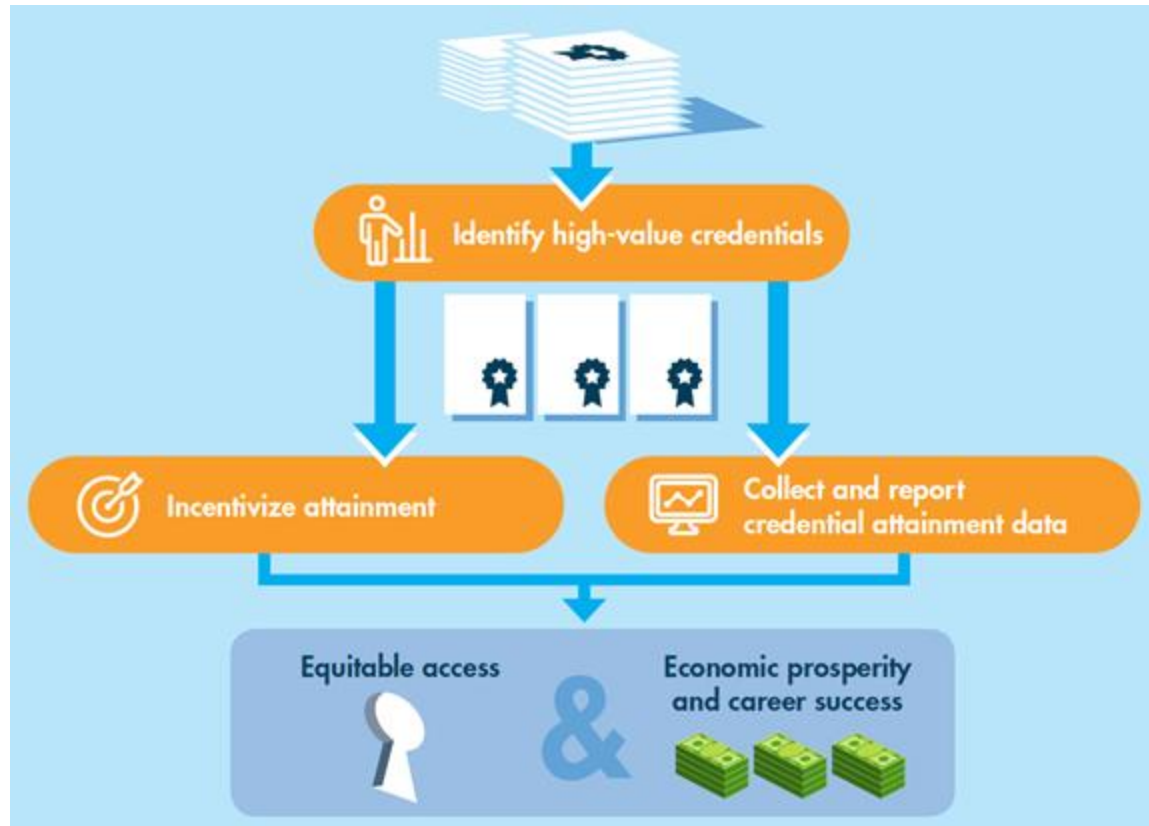 Identify high-value credentials
Incentivize attainment
Collect and report
credential attainment data
Equitable access
&
Economic prosperity
and career success